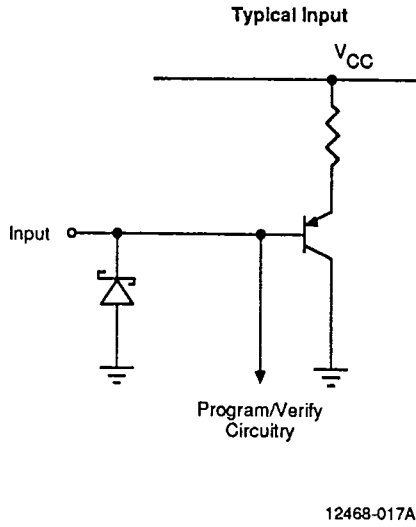 Typical Input
VCC
Input
Program/Verify
Circuitry
12468-017A